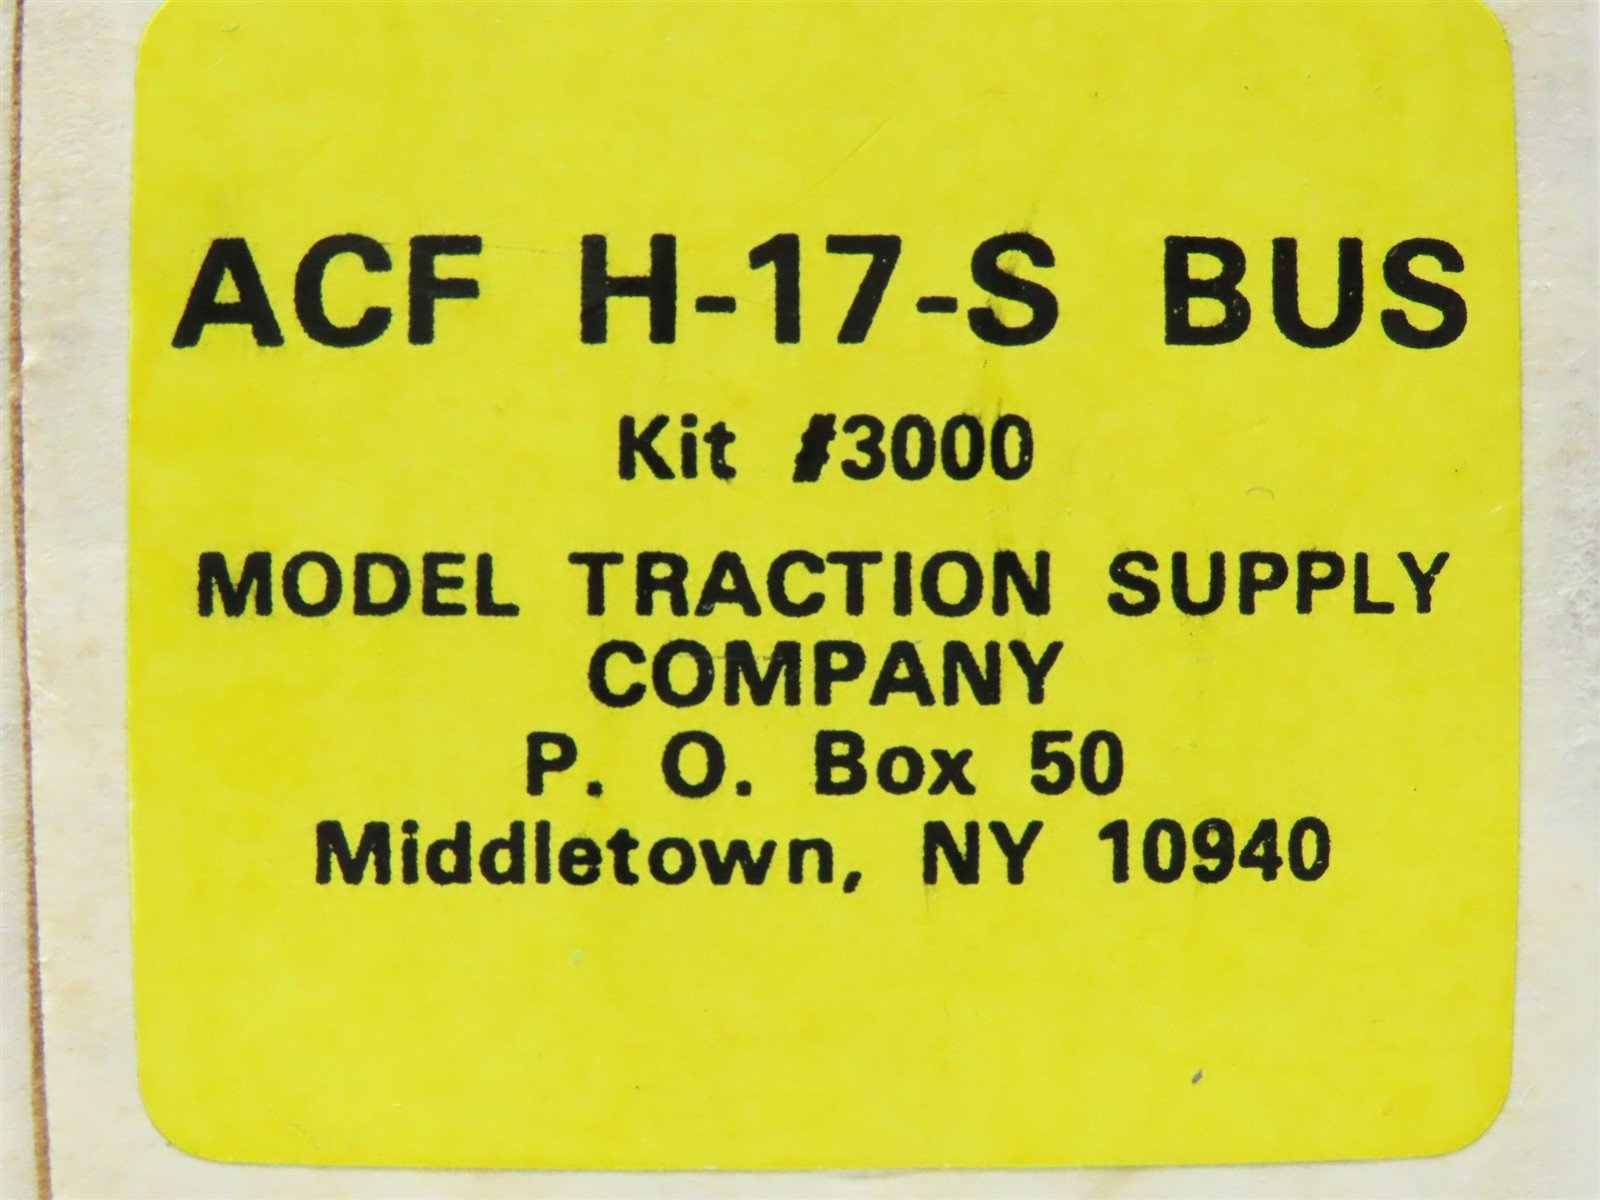 ACF H-17-S BUS
Kit #3000
MODEL TRACTION SUPPLY
COMPANY
P. O. Box 50
Middletown, NY 10940